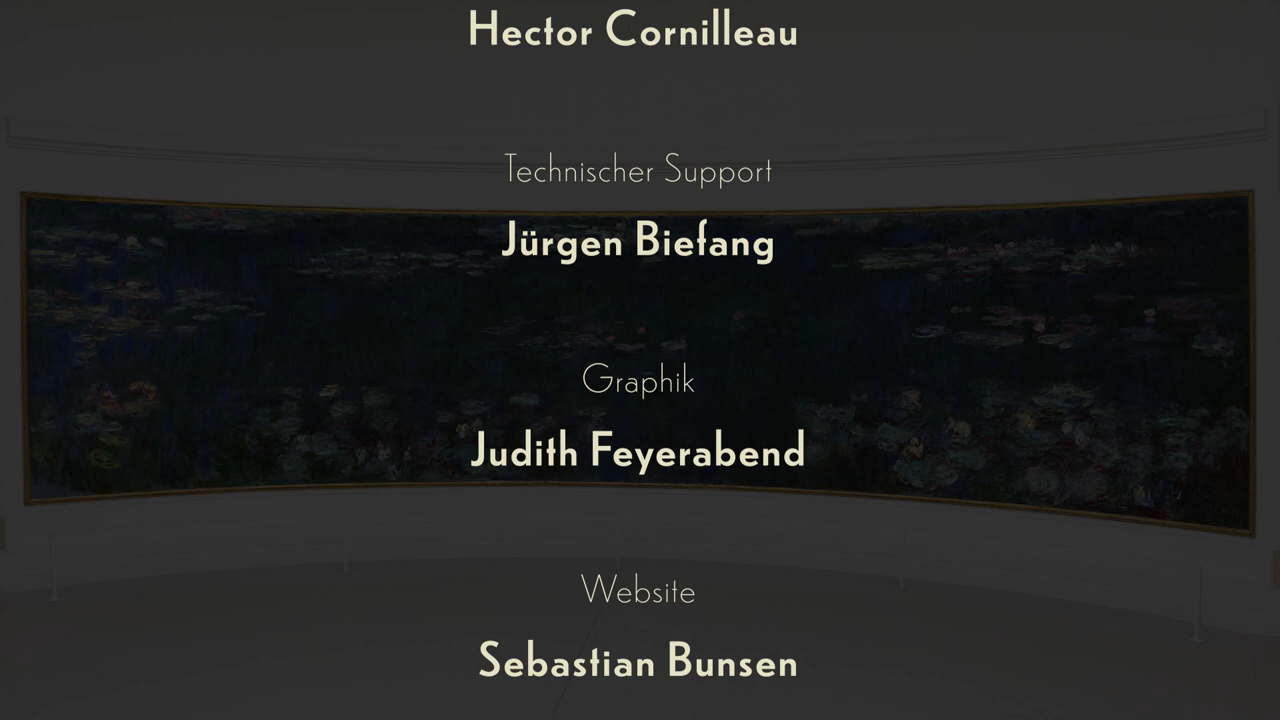 Hector Cornilleau
Technischer Support
Jürgen Biefang
Graphik
Judith Feyerabend
Website
Sebastian Bunsen